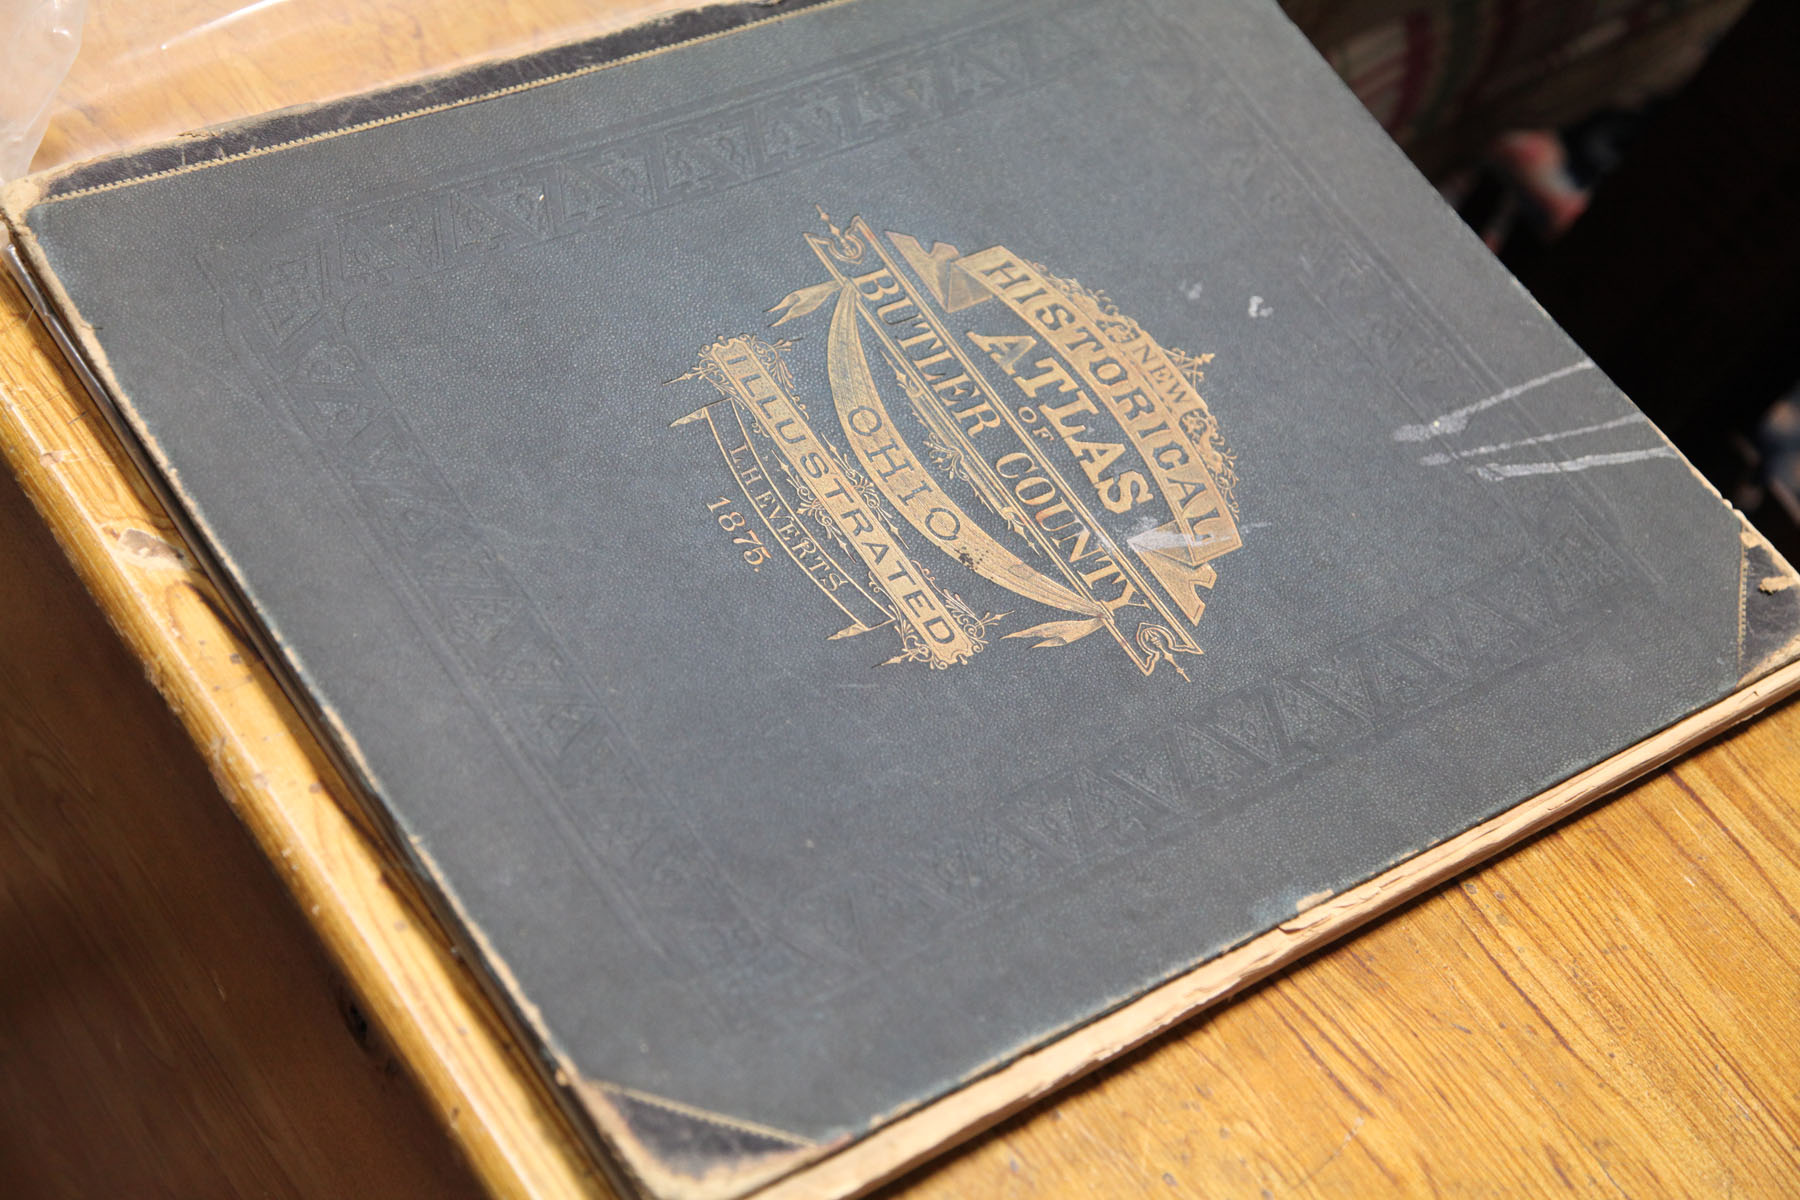 NEW
HISTORICAL
ATLAS
OF
BUTLER COUNTY
OHIO
ILLUSTRATED
L.H. EVERTS
1875.